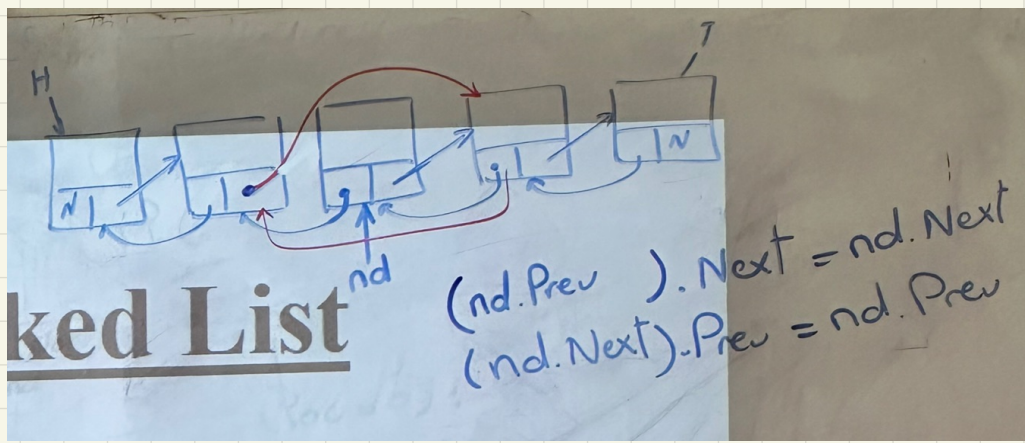 H
T
N
N
nd
ked List
(nd.Prev ).Next = nd.Next
(nd.Next).Prev = nd.Prev